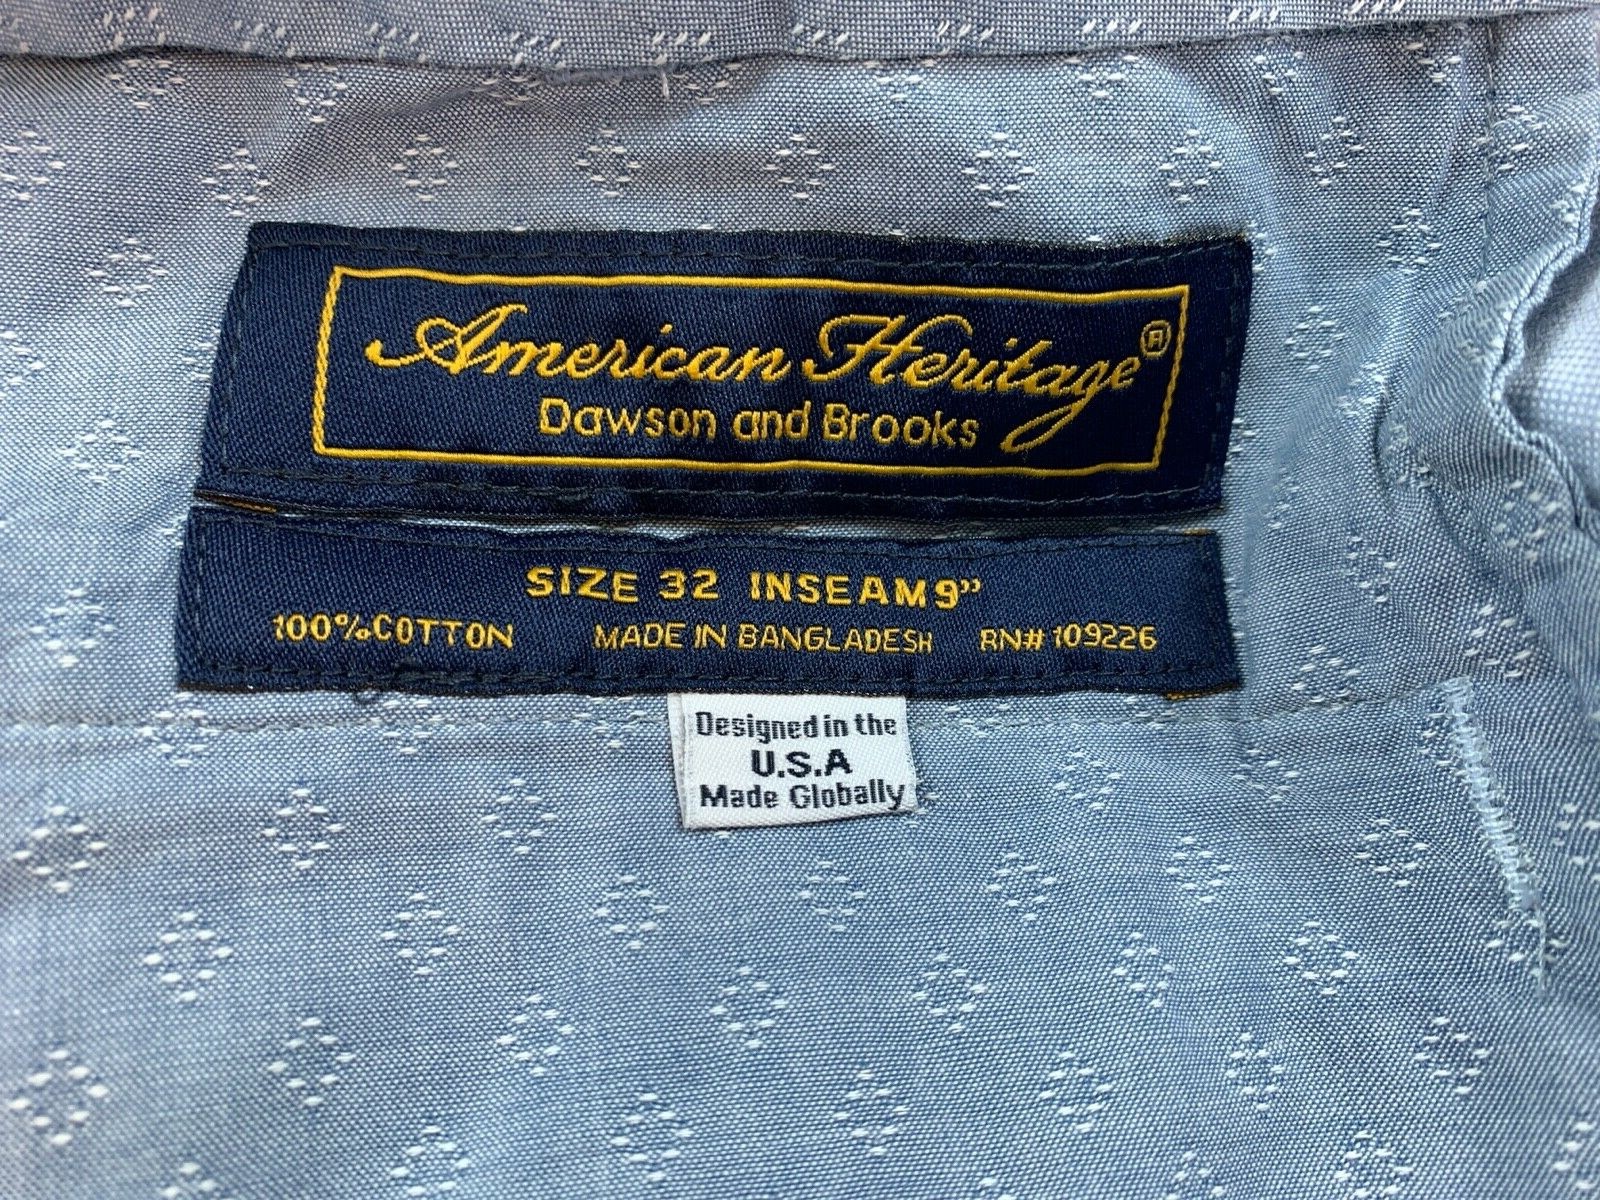 American Heritage®
Dawson and Brooks
SIZE 32 INSEAM 9”
100%COTTON MADE IN BANGLADESH RN# 109226
Designed in the
U.S.A
Made Globally